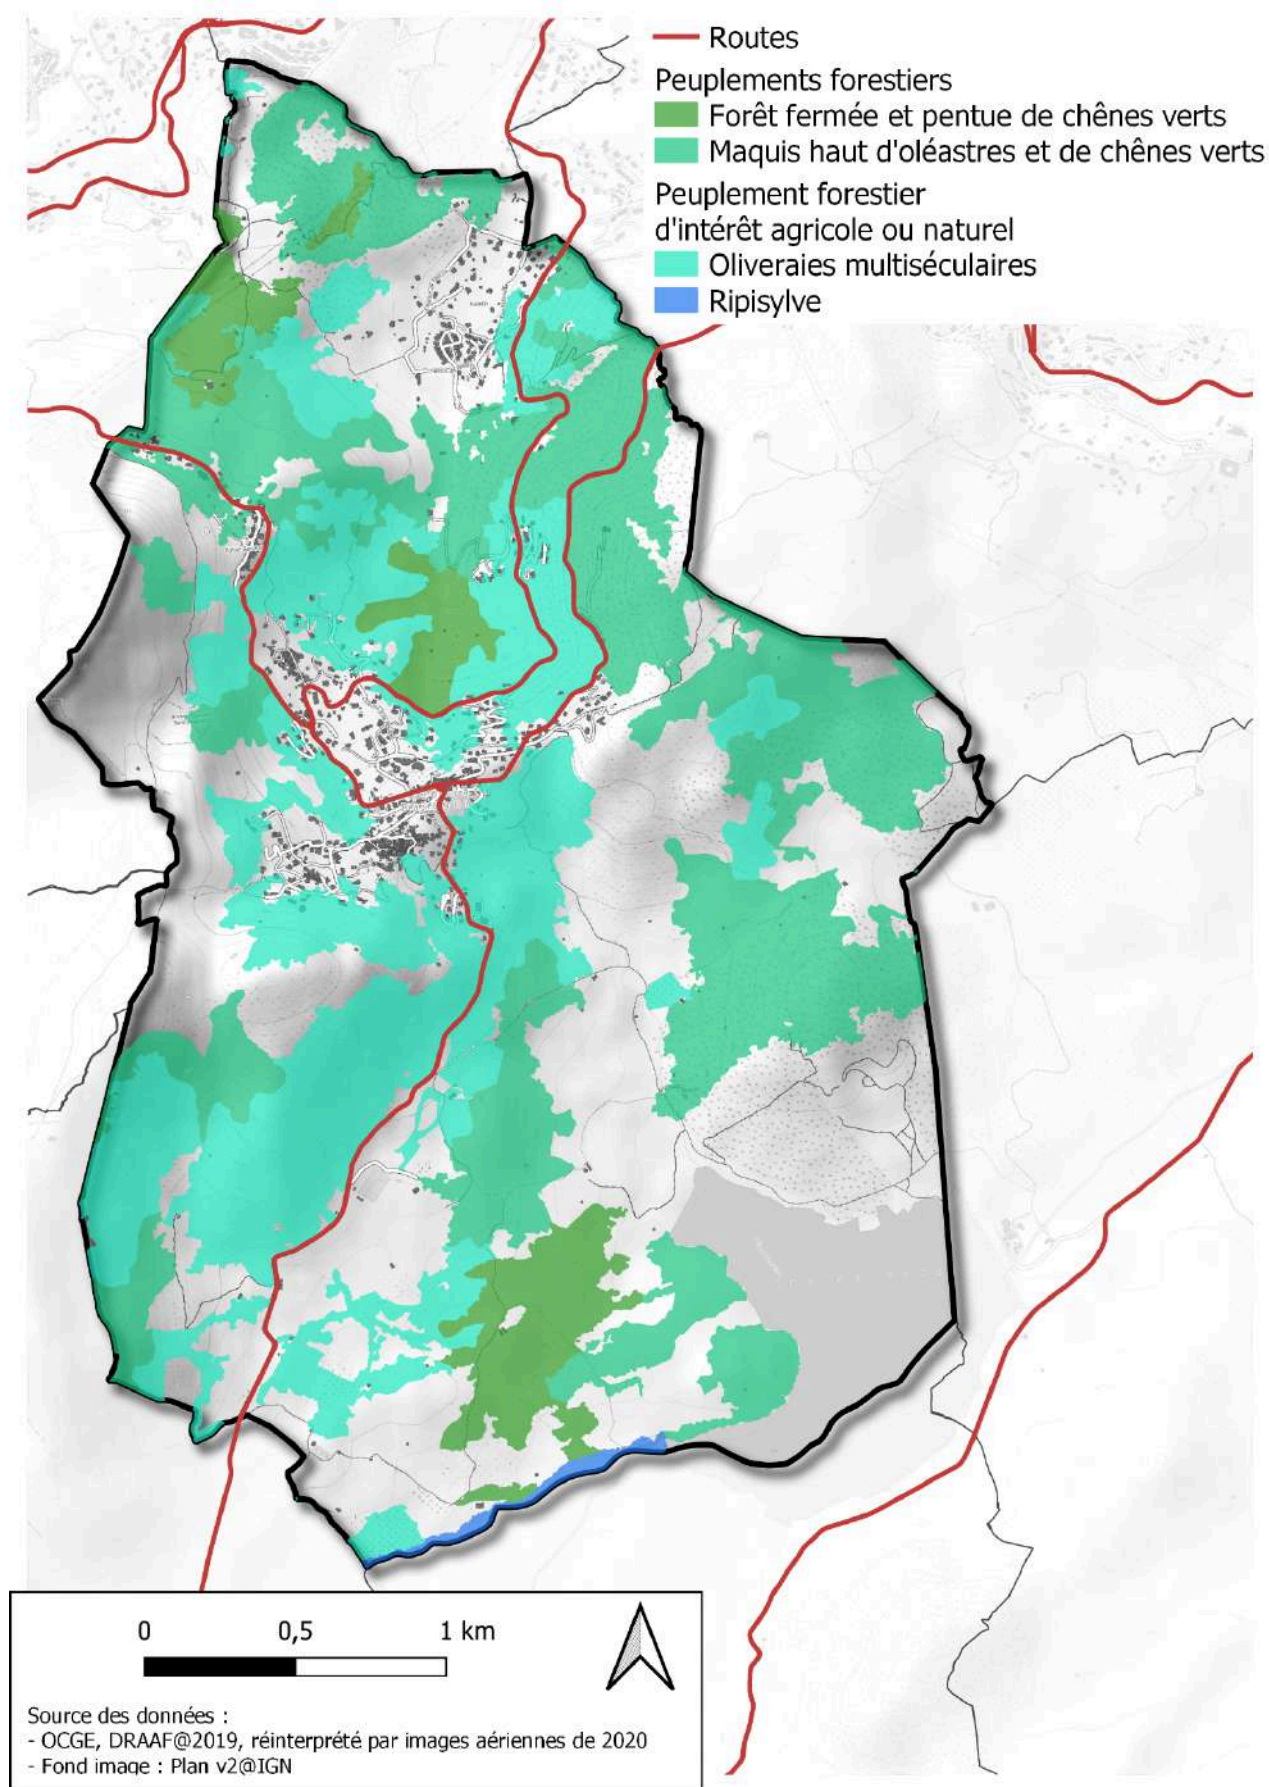 Routes
Peuplements forestiers
Forêt fermée et pentue de chênes verts
Maquis haut d'oléastres et de chênes verts
Peuplement forestier
d'intérêt agricole ou naturel
Oliveraies multiséculaires
Ripisylve
0 0,5 1 km
Source des données :
- OCGE, DRAAF@2019, réinterprété par images aériennes de 2020
- Fond image : Plan v2@IGN